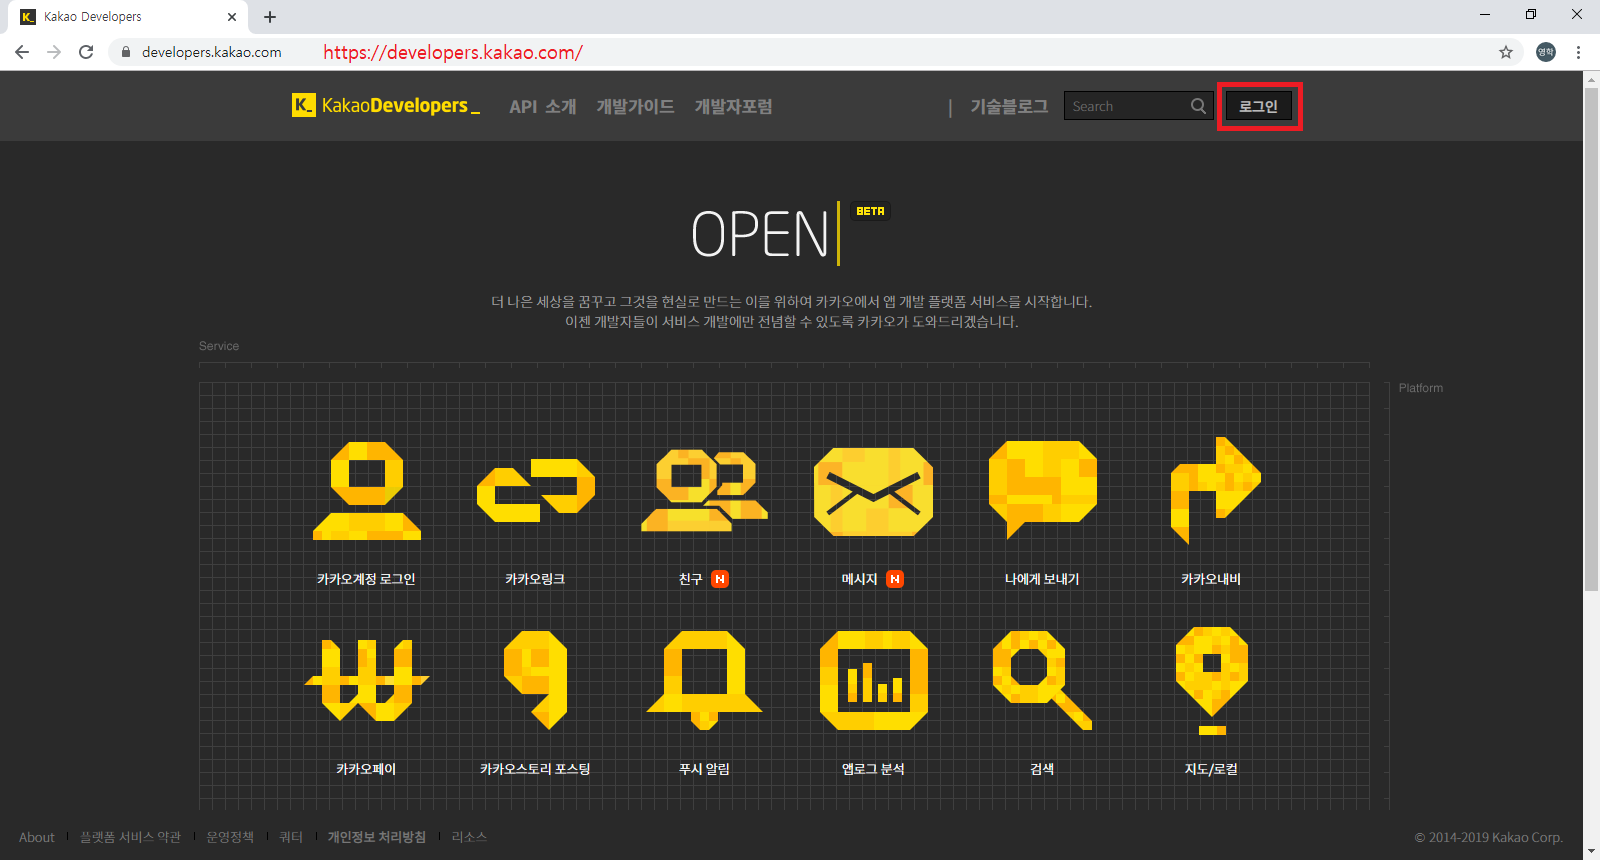 Kakao Developers
developers.kakao.com https://developers.kakao.com/
영학
K_ KakaoDevelopers_ API 소개 개발가이드 개발자포럼 | 기술블로그 Search 로그인
OPEN BETA
더 나은 세상을 꿈꾸고 그것을 현실로 만드는 이를 위하여 카카오에서 앱 개발 플랫폼 서비스를 시작합니다.
이젠 개발자들이 서비스 개발에만 전념할 수 있도록 카카오가 도와드리겠습니다.
Service
Platform
카카오계정 로그인 카카오링크 친구 N 메시지 N 나에게 보내기 카카오내비
카카오페이 카카오스토리 포스팅 푸시 알림 앱로그 분석 검색 지도/로컬
About 플랫폼 서비스 약관 운영정책 쿼터 개인정보 처리방침 리소스 © 2014-2019 Kakao Corp.